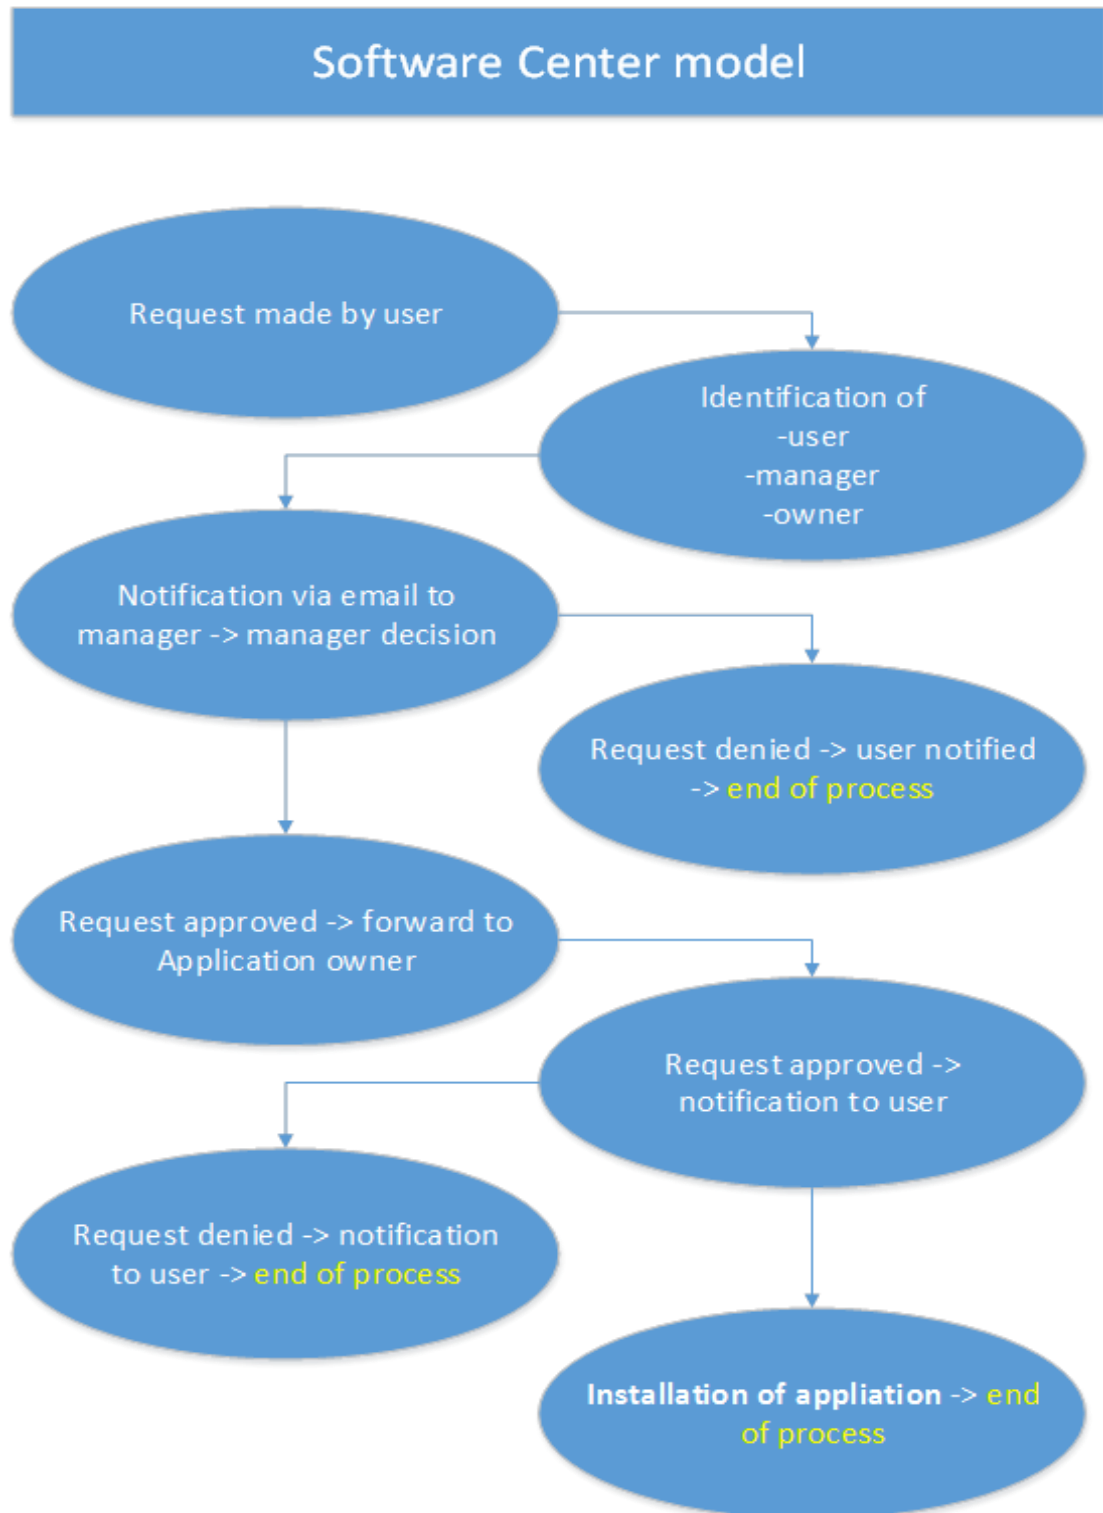 Software Center model
Request made by user
Identification of
-user
-manager
-owner
Notification via email to
manager -> manager decision
Request denied -> user notified
-> end of process
Request approved -> forward to
Application owner
Request approved ->
notification to user
Request denied -> notification
to user -> end of process
Installation of appliation -> end
of process